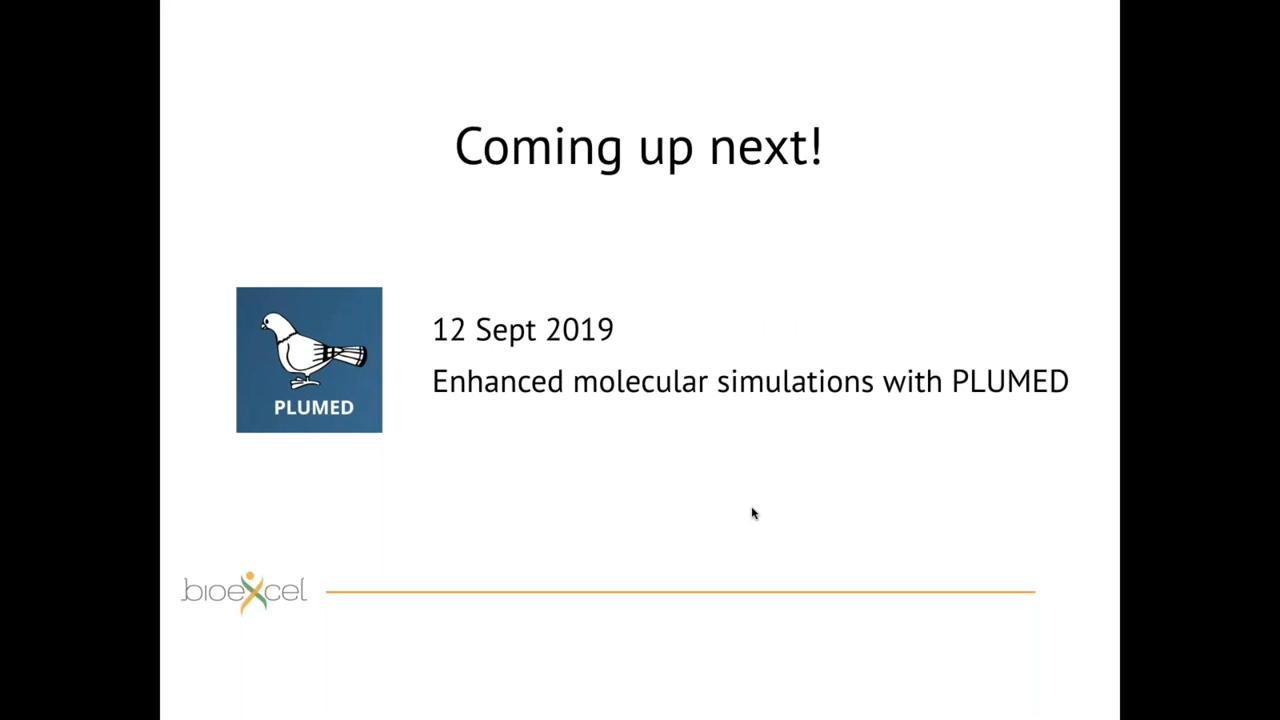 Coming up next!
PLUMED
12 Sept 2019
Enhanced molecular simulations with PLUMED
bioexcel